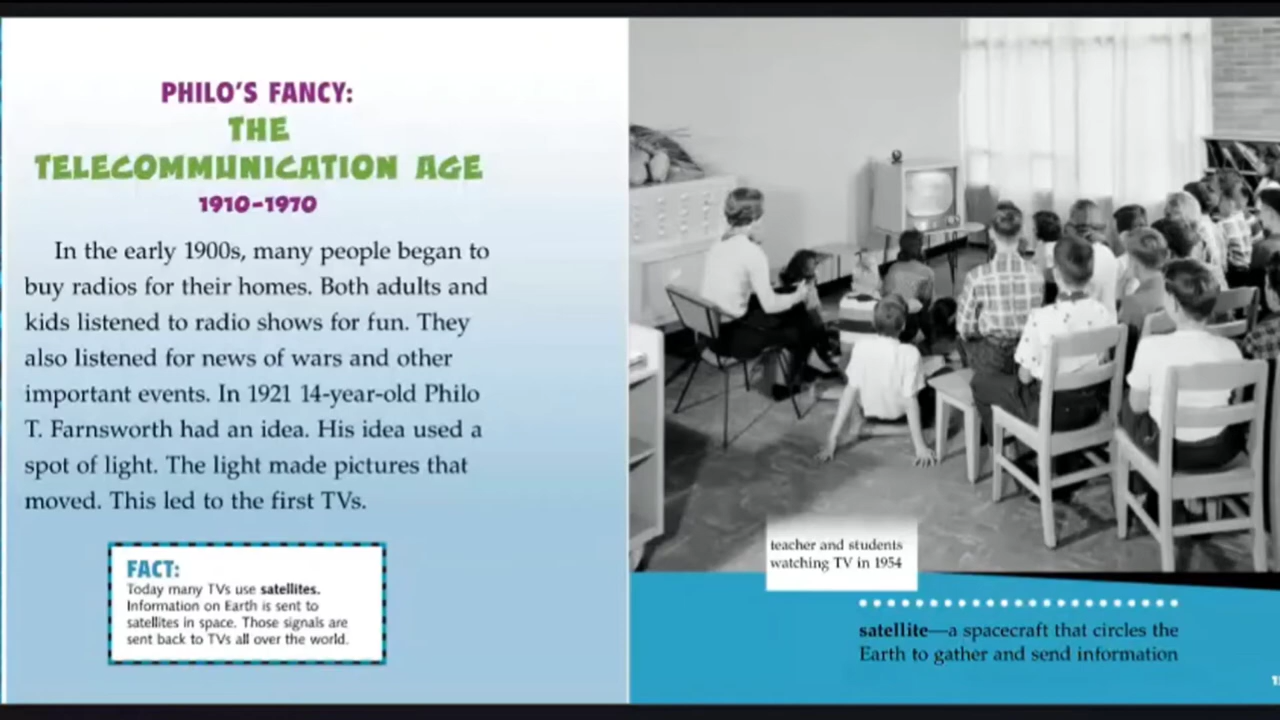 PHILO'S FANCY:
THE
TELECOMMUNICATION AGE
1910-1970
In the early 1900s, many people began to
buy radios for their homes. Both adults and
kids listened to radio shows for fun. They
also listened for news of wars and other
important events. In 1921 14-year-old Philo
T. Farnsworth had an idea. His idea used a
spot of light. The light made pictures that
moved. This led to the first TVs.
FACT:
Today many TVs use satellites.
Information on Earth is sent to
satellites in space. Those signals are
sent back to TVs all over the world.
teacher and students
watching TV in 1954
satellite—a spacecraft that circles the
Earth to gather and send information